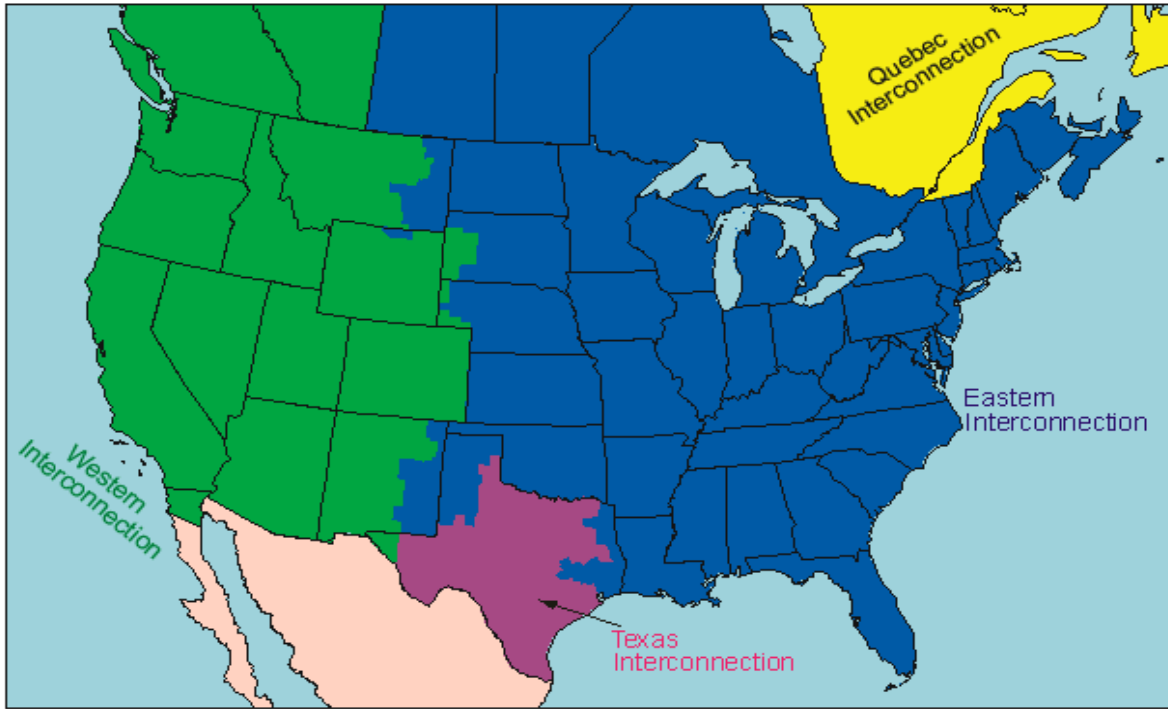 Quebec
Interconnection
Eastern
Interconnection
Western
Interconnection
Texas
Interconnection